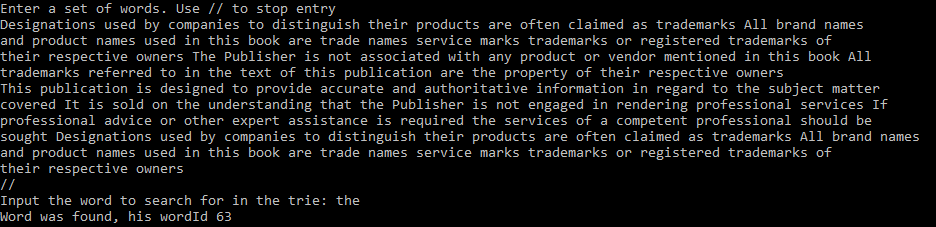 Enter a set of words. Use // to stop entry
Designations used by companies to distinguish their products are often claimed as trademarks All brand names
and product names used in this book are trade names service marks trademarks or registered trademarks of
their respective owners The Publisher is not associated with any product or vendor mentioned in this book All
trademarks referred to in the text of this publication are the property of their respective owners
This publication is designed to provide accurate and authoritative information in regard to the subject matter
covered It is sold on the understanding that the Publisher is not engaged in rendering professional services If
professional advice or other expert assistance is required the services of a competent professional should be
sought Designations used by companies to distinguish their products are often claimed as trademarks All brand names
and product names used in this book are trade names service marks trademarks or registered trademarks of
their respective owners
//
Input the word to search for in the trie: the
Word was found, his wordId 63